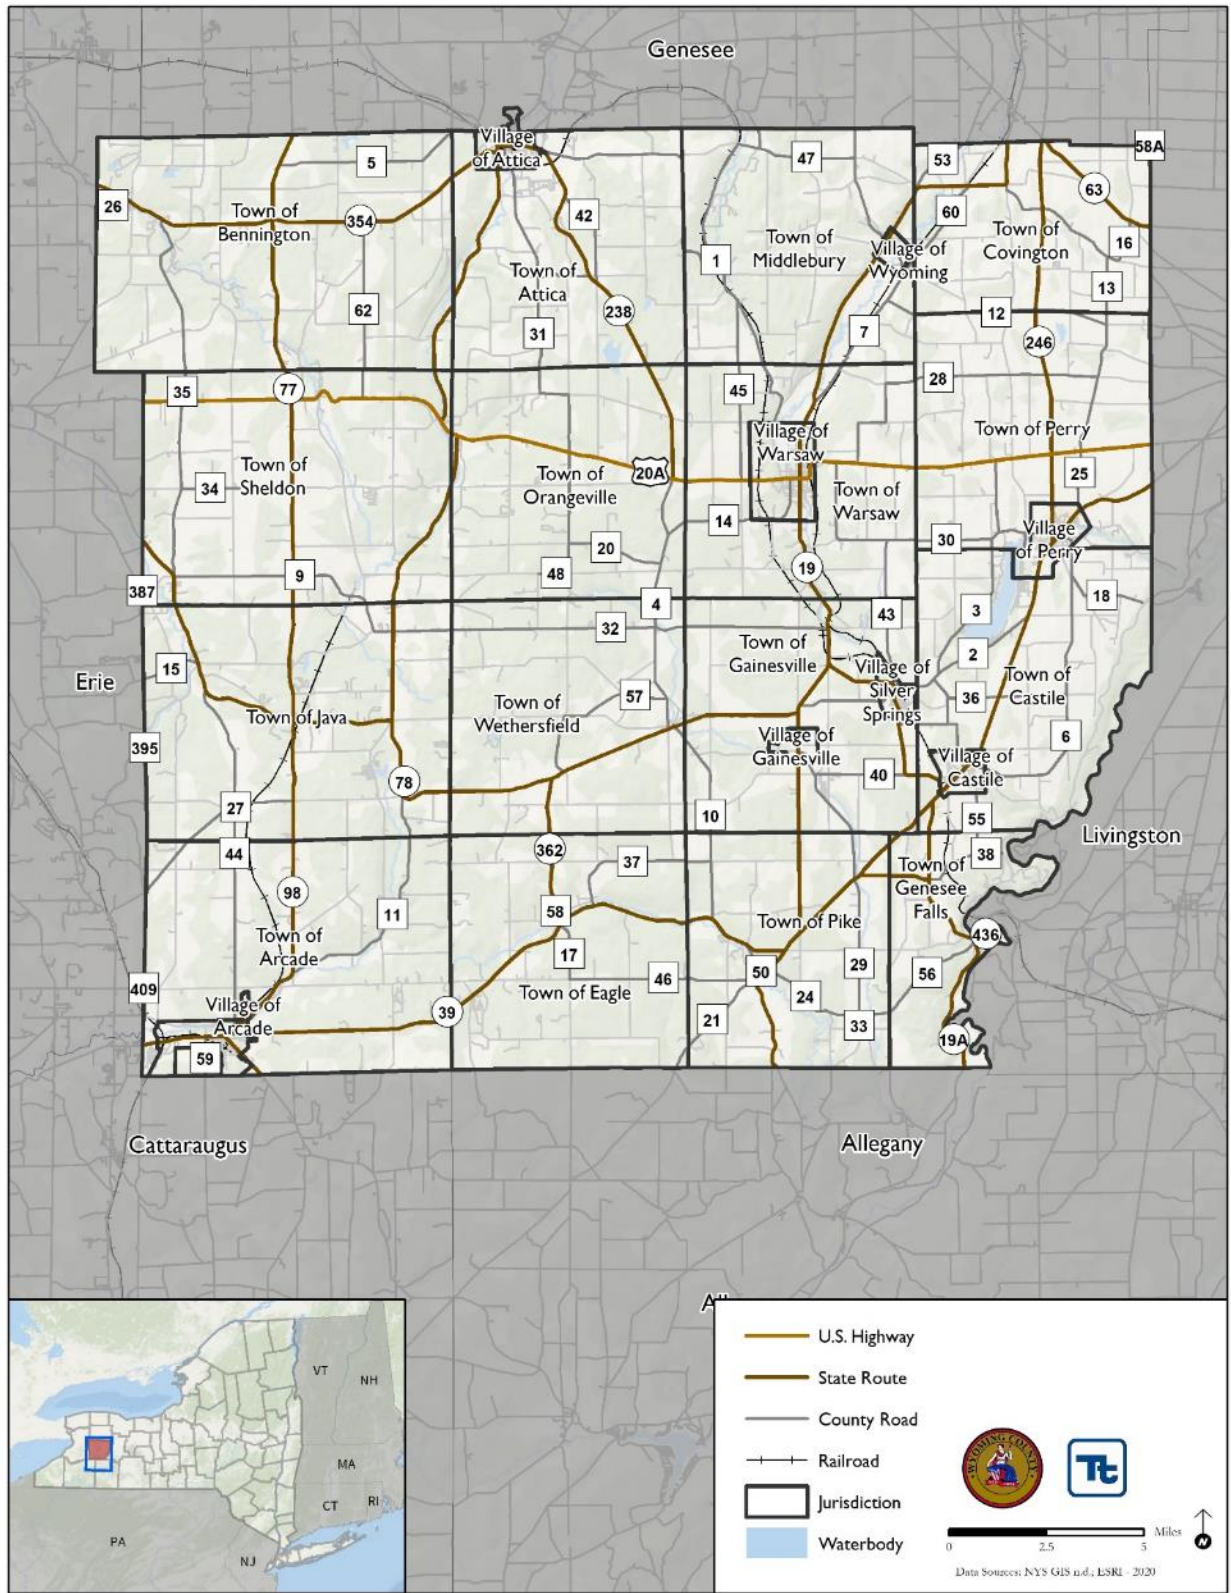 Genesee
Village
of Attica
58A
5
47
53
63
26
Town of
Bennington
354
42
60
16
Town of
Middlebury
Village of
Wyoming
Town of
Covington
1
Town of
Attica
13
62
238
12
31
7
246
35
77
45
28
Village of
Warsaw
Town of Perry
Town of
Sheldon
34
Town of
Orangeville
20A
25
Town of
Warsaw
14
30
Village
of Perry
20
48
19
9
387
4
18
3
43
32
2
15
Town of
Gainesville
Village of
Silver
Springs
Erie
Town of
Castile
57
36
Town of Java
Town of
Wethersfield
6
395
Village of
Gainesville
Village of
Castile
78
40
27
10
55
Livingston
44
362
37
38
Town of
Genesee
Falls
98
11
58
Town of Pike
436
Town of
Arcade
17
29
56
409
46
50
Town of Eagle
24
Village of
Arcade
39
21
33
19A
59
Cattaraugus
Allegany
VT
NH
MA
CT
RI
PA
NJ
U.S. Highway
State Route
County Road
Railroad
Jurisdiction
Waterbody
WYOMING COUNTY
Tt
Miles
0
2.5
5
N
Data Sources: NYS GIS n.d.; ESRI - 2020